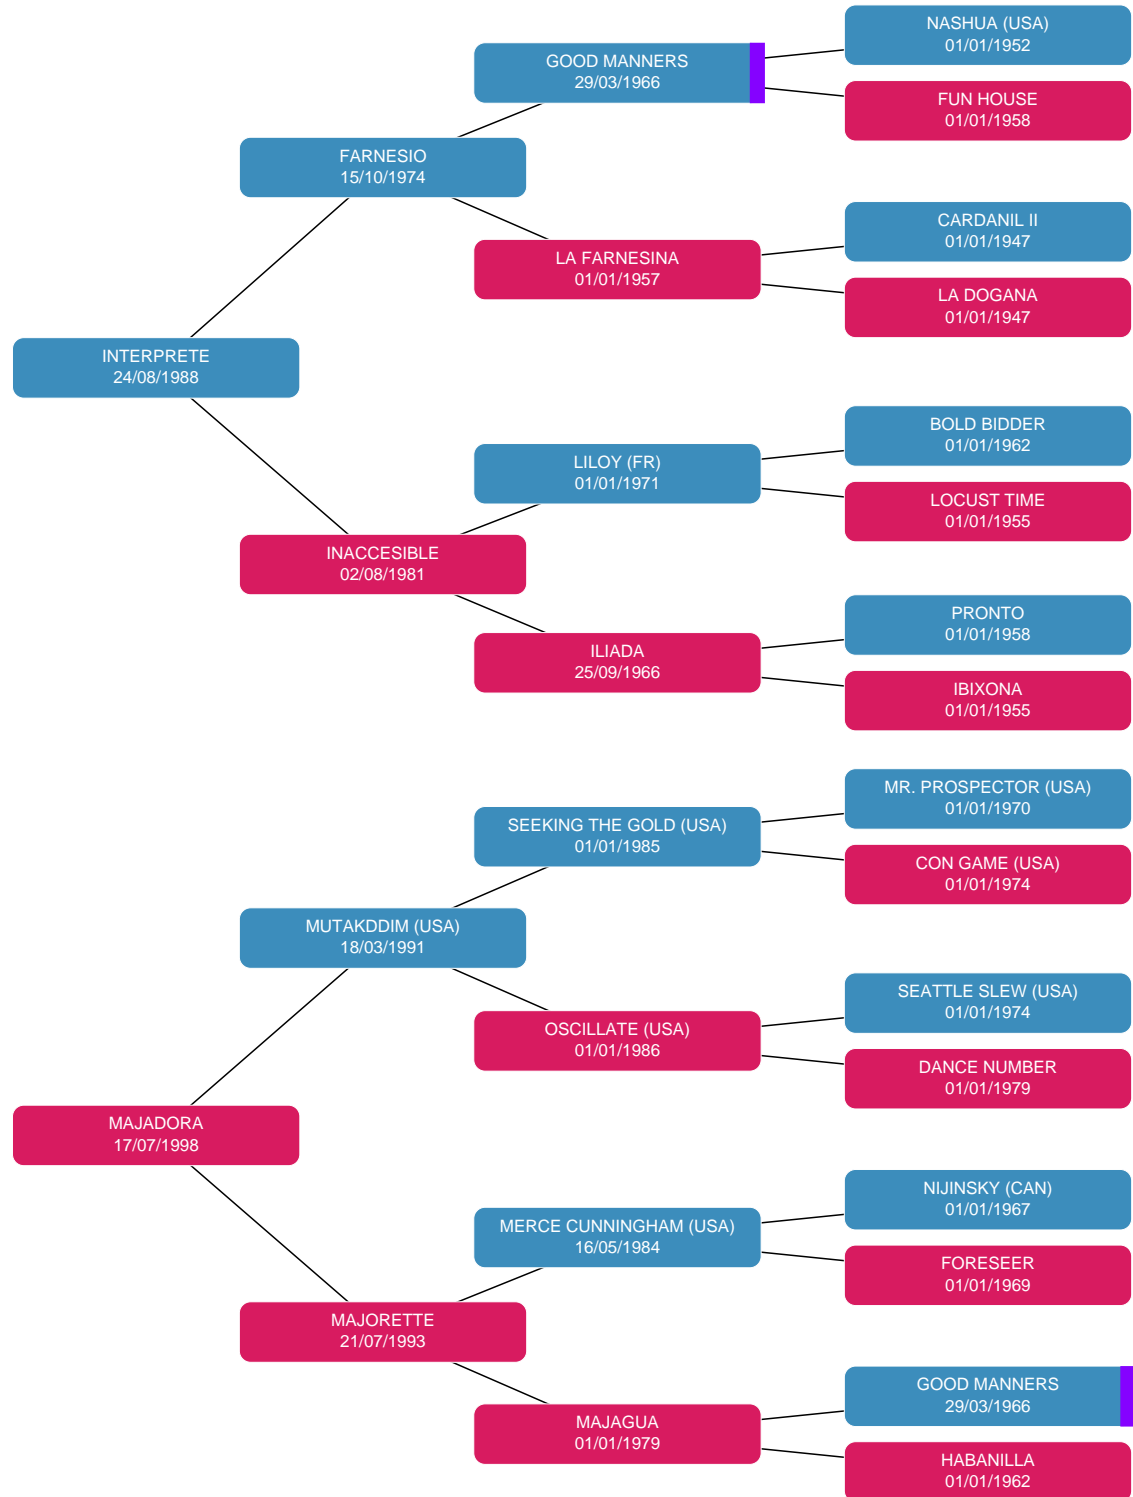 NASHUA (USA)
01/01/1952
GOOD MANNERS
29/03/1966
FUN HOUSE
01/01/1958
FARNESIO
15/10/1974
CARDANIL II
01/01/1947
LA FARNESINA
01/01/1957
LA DOGANA
01/01/1947
INTERPRETE
24/08/1988
BOLD BIDDER
01/01/1962
LILOY (FR)
01/01/1971
LOCUST TIME
01/01/1955
INACCESIBLE
02/08/1981
PRONTO
01/01/1958
ILIADA
25/09/1966
IBIXONA
01/01/1955
MR. PROSPECTOR (USA)
01/01/1970
SEEKING THE GOLD (USA)
01/01/1985
CON GAME (USA)
01/01/1974
MUTAKDDIM (USA)
18/03/1991
SEATTLE SLEW (USA)
01/01/1974
OSCILLATE (USA)
01/01/1986
DANCE NUMBER
01/01/1979
MAJADORA
17/07/1998
NIJINSKY (CAN)
01/01/1967
MERCE CUNNINGHAM (USA)
16/05/1984
FORESEER
01/01/1969
MAJORETTE
21/07/1993
GOOD MANNERS
29/03/1966
MAJAGUA
01/01/1979
HABANILLA
01/01/1962